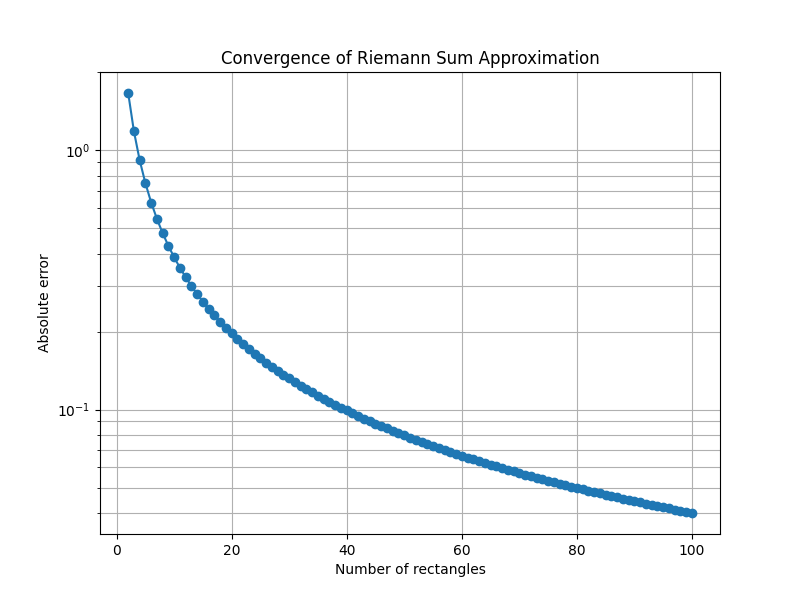 Convergence of Riemann Sum Approximation
Absolute error
10⁰
10⁻¹
0 20 40 60 80 100
Number of rectangles